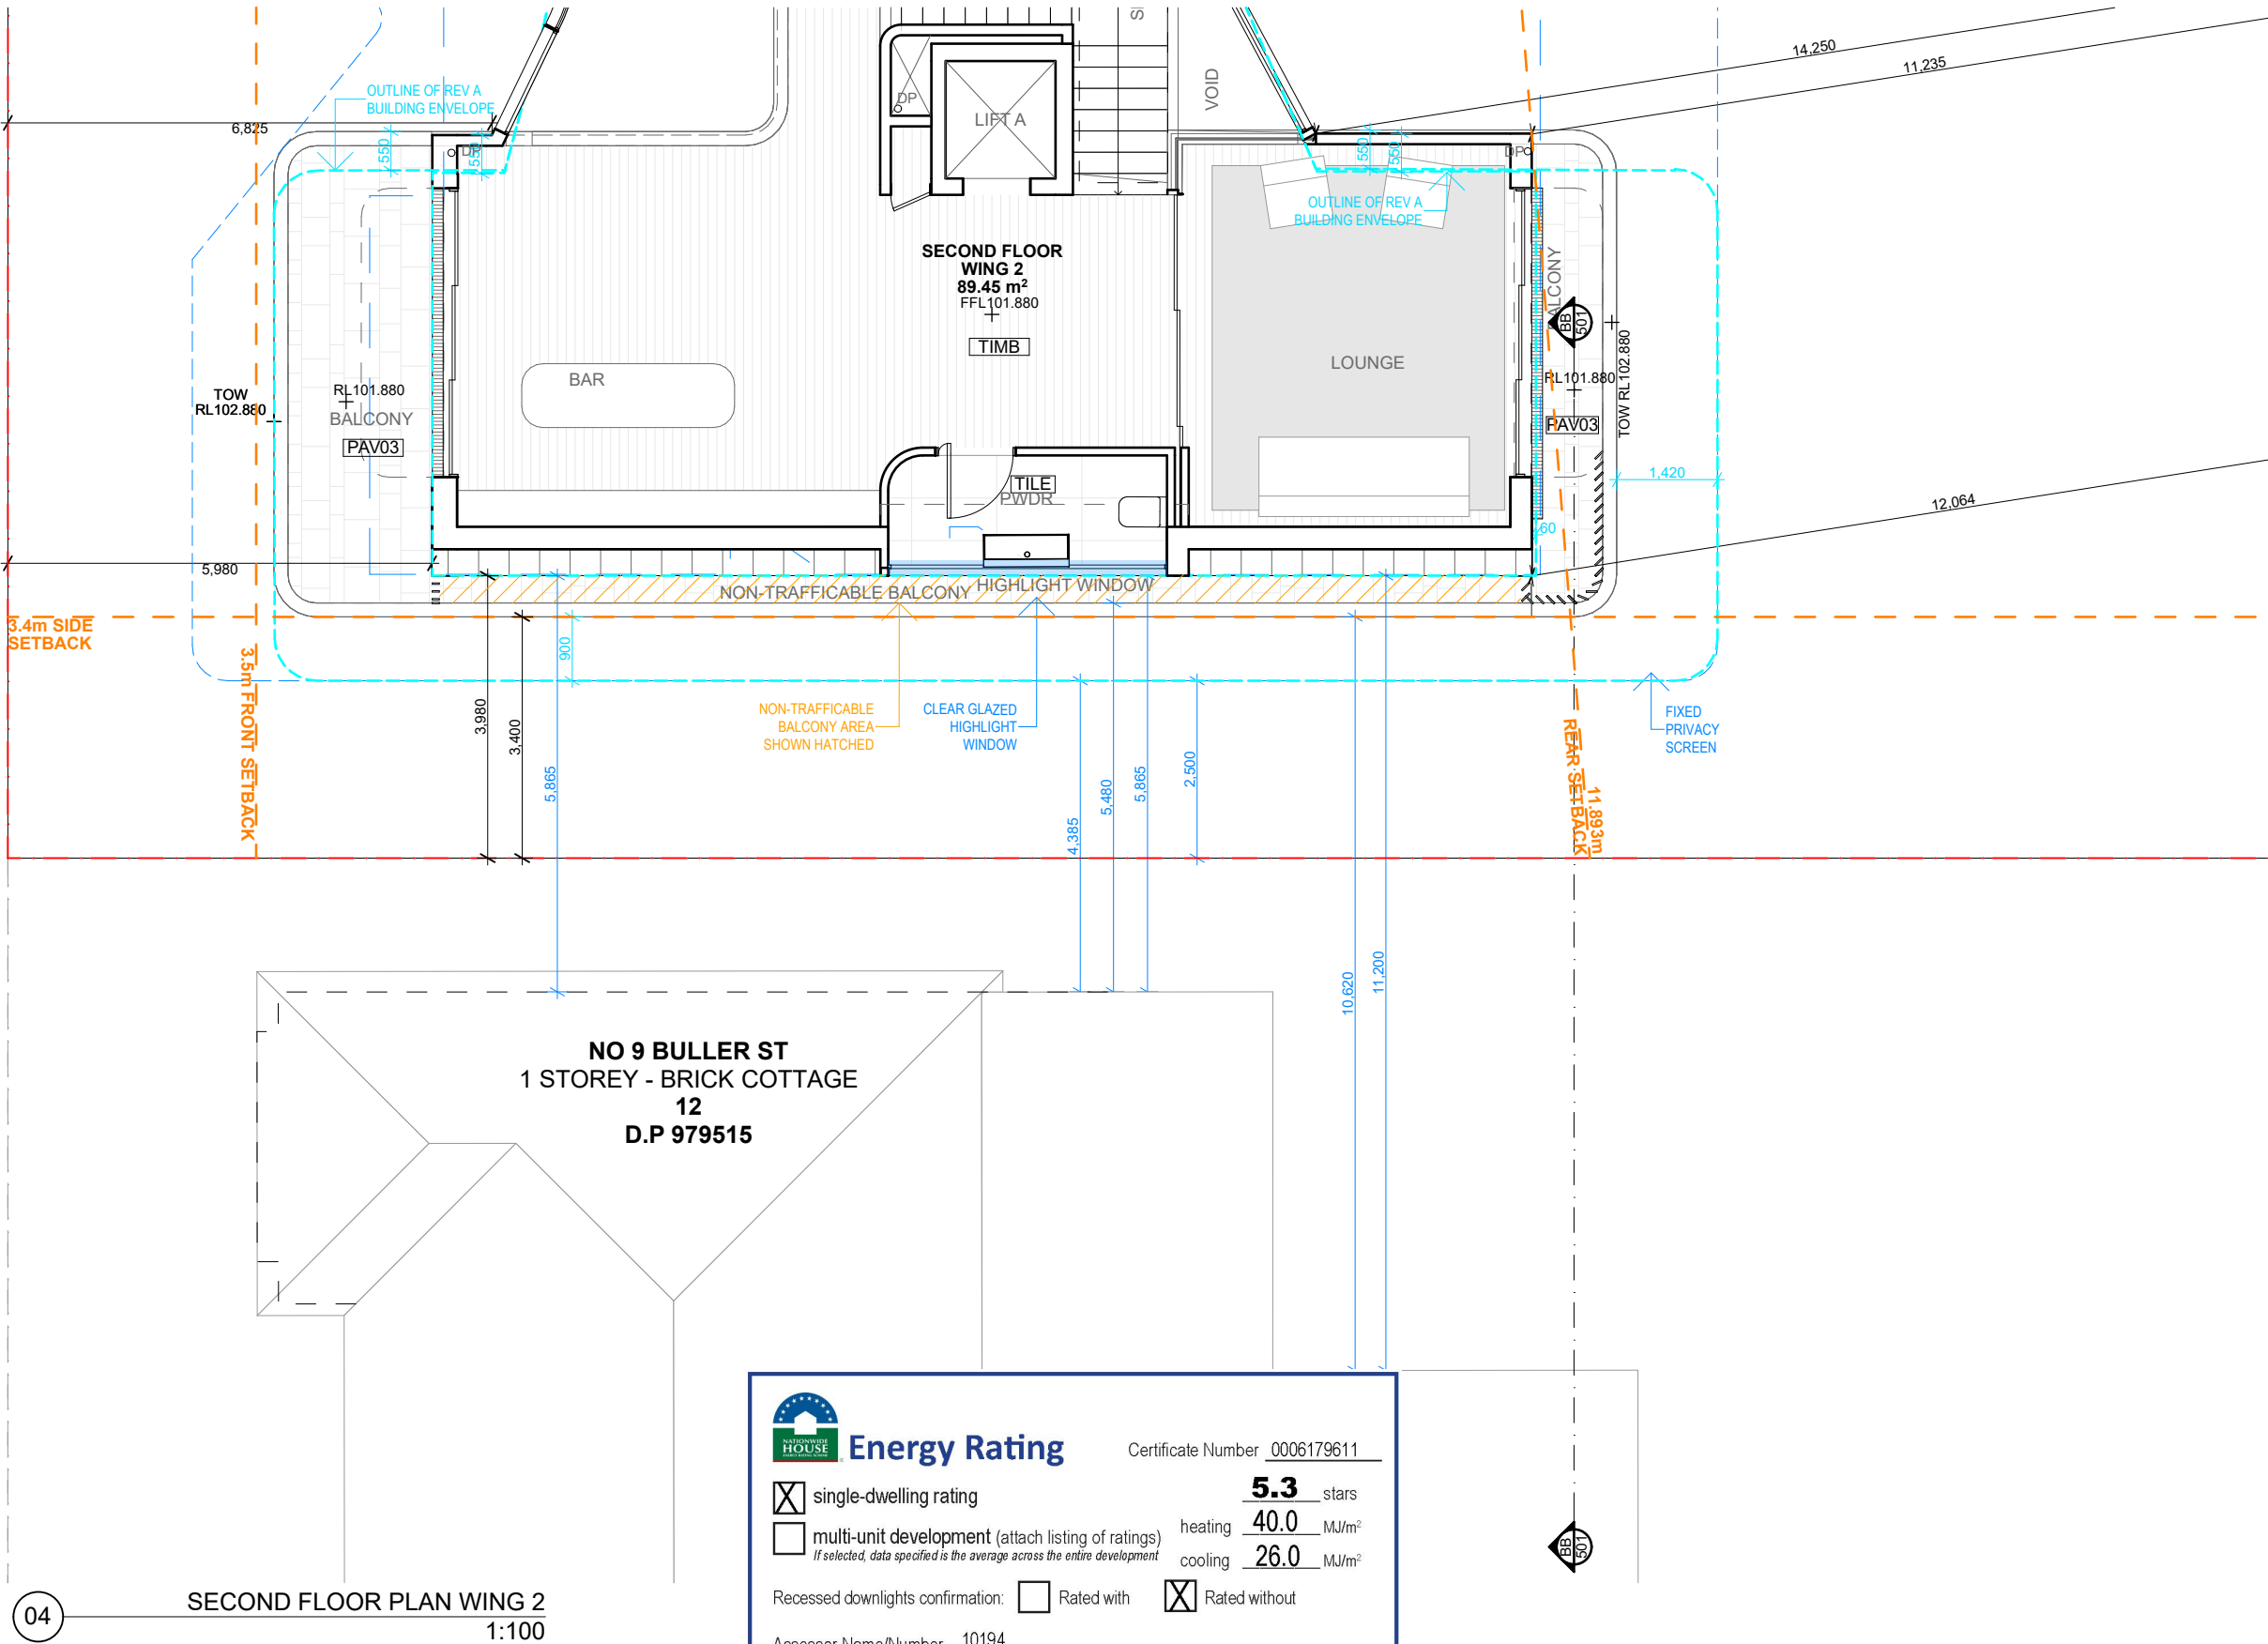 14,250
11,235
OUTLINE OF REV A
BUILDING ENVELOPE
6,825
DP
LIFT A
VOID
550
550
DP
550
550
DP
OUTLINE OF REV A
BUILDING ENVELOPE
SECOND FLOOR
WING 2
89.45 m²
FFL101.880
TIMB
BALCONY
BB
501
LOUNGE
BAR
TOW
RL102.880
RL101.880
BALCONY
PAV03
RL101.880
PAV03
TOW RL102.880
1,420
12,064
TILE
PWDR
60
5,980
NON-TRAFFICABLE BALCONY
HIGHLIGHT WINDOW
3.4m SIDE
SETBACK
3.5m FRONT SETBACK
900
3,980
3,400
NON-TRAFFICABLE
BALCONY AREA
SHOWN HATCHED
CLEAR GLAZED
HIGHLIGHT
WINDOW
FIXED
PRIVACY
SCREEN
5,865
4,385
5,480
5,865
2,500
11.893m
REAR SETBACK
10,620
11,200
NO 9 BULLER ST
1 STOREY - BRICK COTTAGE
12
D.P 979515
NATIONWIDE
HOUSE
ENERGY RATING SCHEME
Energy Rating
Certificate Number 0006179611
X single-dwelling rating
5.3 stars
multi-unit development (attach listing of ratings)
heating 40.0 MJ/m²
If selected, data specified is the average across the entire development
cooling 26.0 MJ/m²
Recessed downlights confirmation: Rated with X Rated without
Assessor Name/Number 10194
BB
501
04
SECOND FLOOR PLAN WING 2
1:100